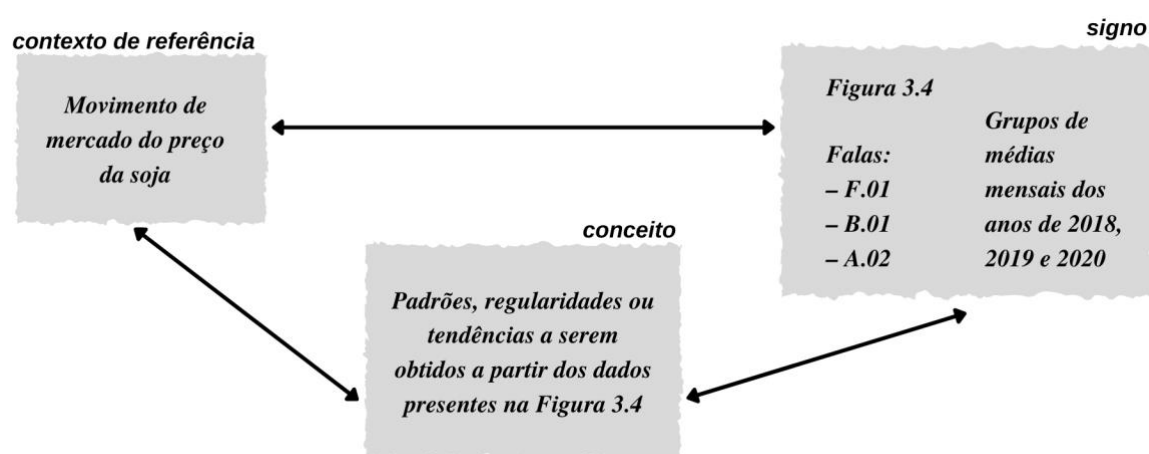 contexto de referência
Movimento de
mercado do preço
da soja
signo
Figura 3.4
Falas:
– F.01
– B.01
– A.02
Grupos de
médias
mensais dos
anos de 2018,
2019 e 2020
conceito
Padrões, regularidades ou
tendências a serem
obtidos a partir dos dados
presentes na Figura 3.4